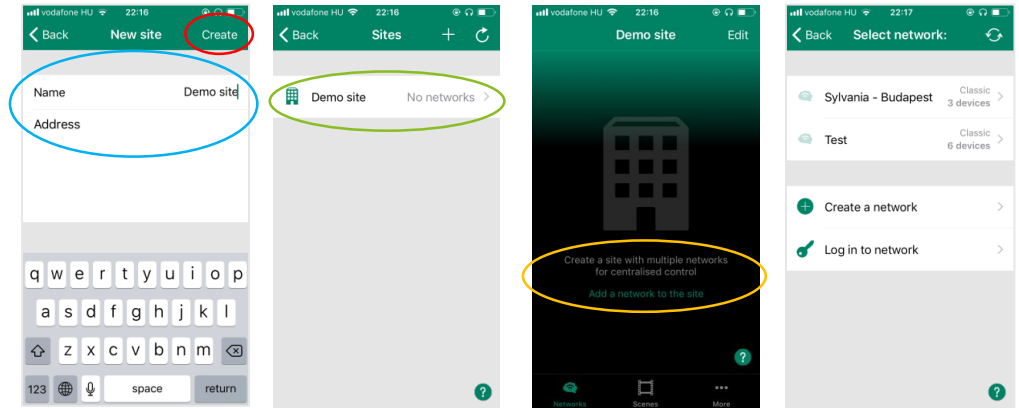 vodafone HU 22:16
Back New site Create
Name Demo site
Address
q w e r t y u i o p
a s d f g h j k l
z x c v b n m
123 space return
vodafone HU 22:16
Back Sites
Demo site No networks
?
vodafone HU 22:16
Demo site Edit
Create a site with multiple networks
for centralised control
Add a network to the site
?
Networks Scenes More
vodafone HU 22:17
Back Select network:
Sylvania - Budapest Classic
3 devices
Test Classic
6 devices
Create a network
Log in to network
?